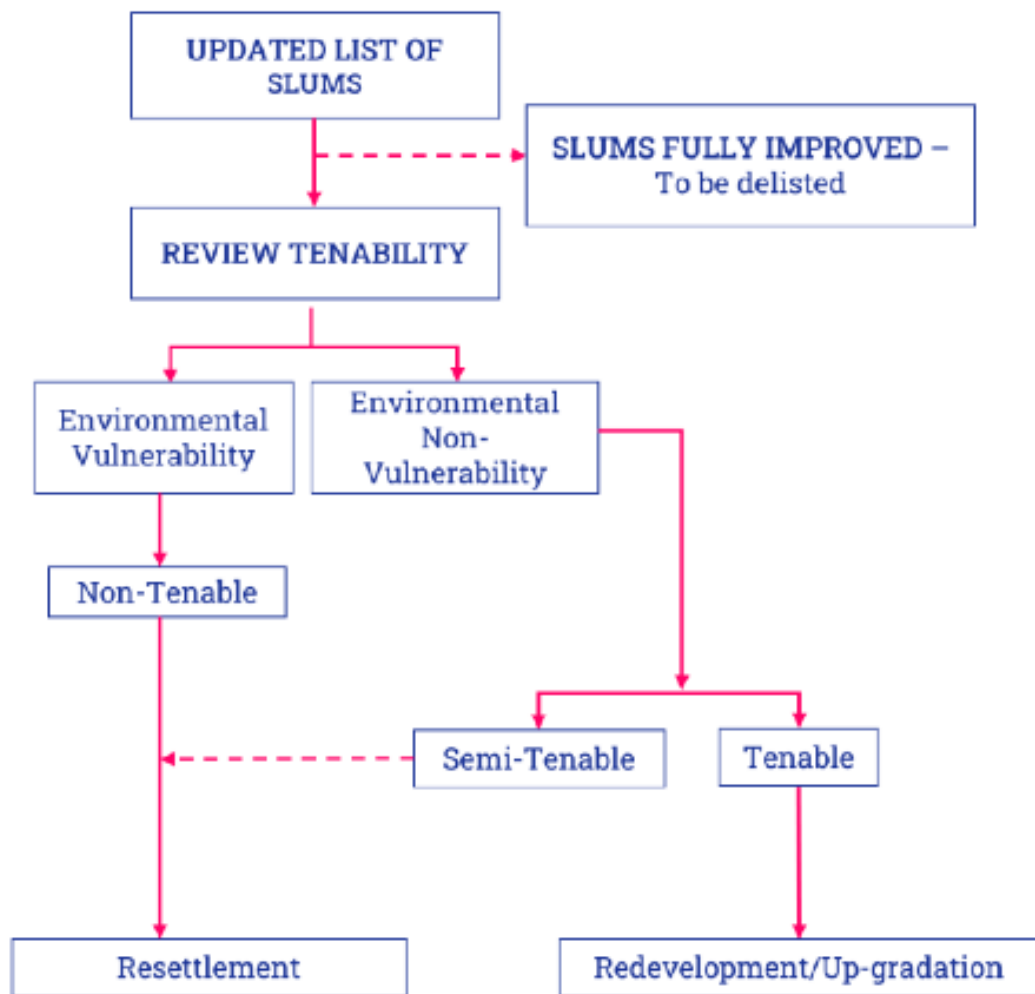 UPDATED LIST OF
SLUMS
SLUMS FULLY IMPROVED –
To be delisted
REVIEW TENABILITY
Environmental
Vulnerability
Environmental
Non-
Vulnerability
Non-Tenable
Semi-Tenable
Tenable
Resettlement
Redevelopment/Up-gradation